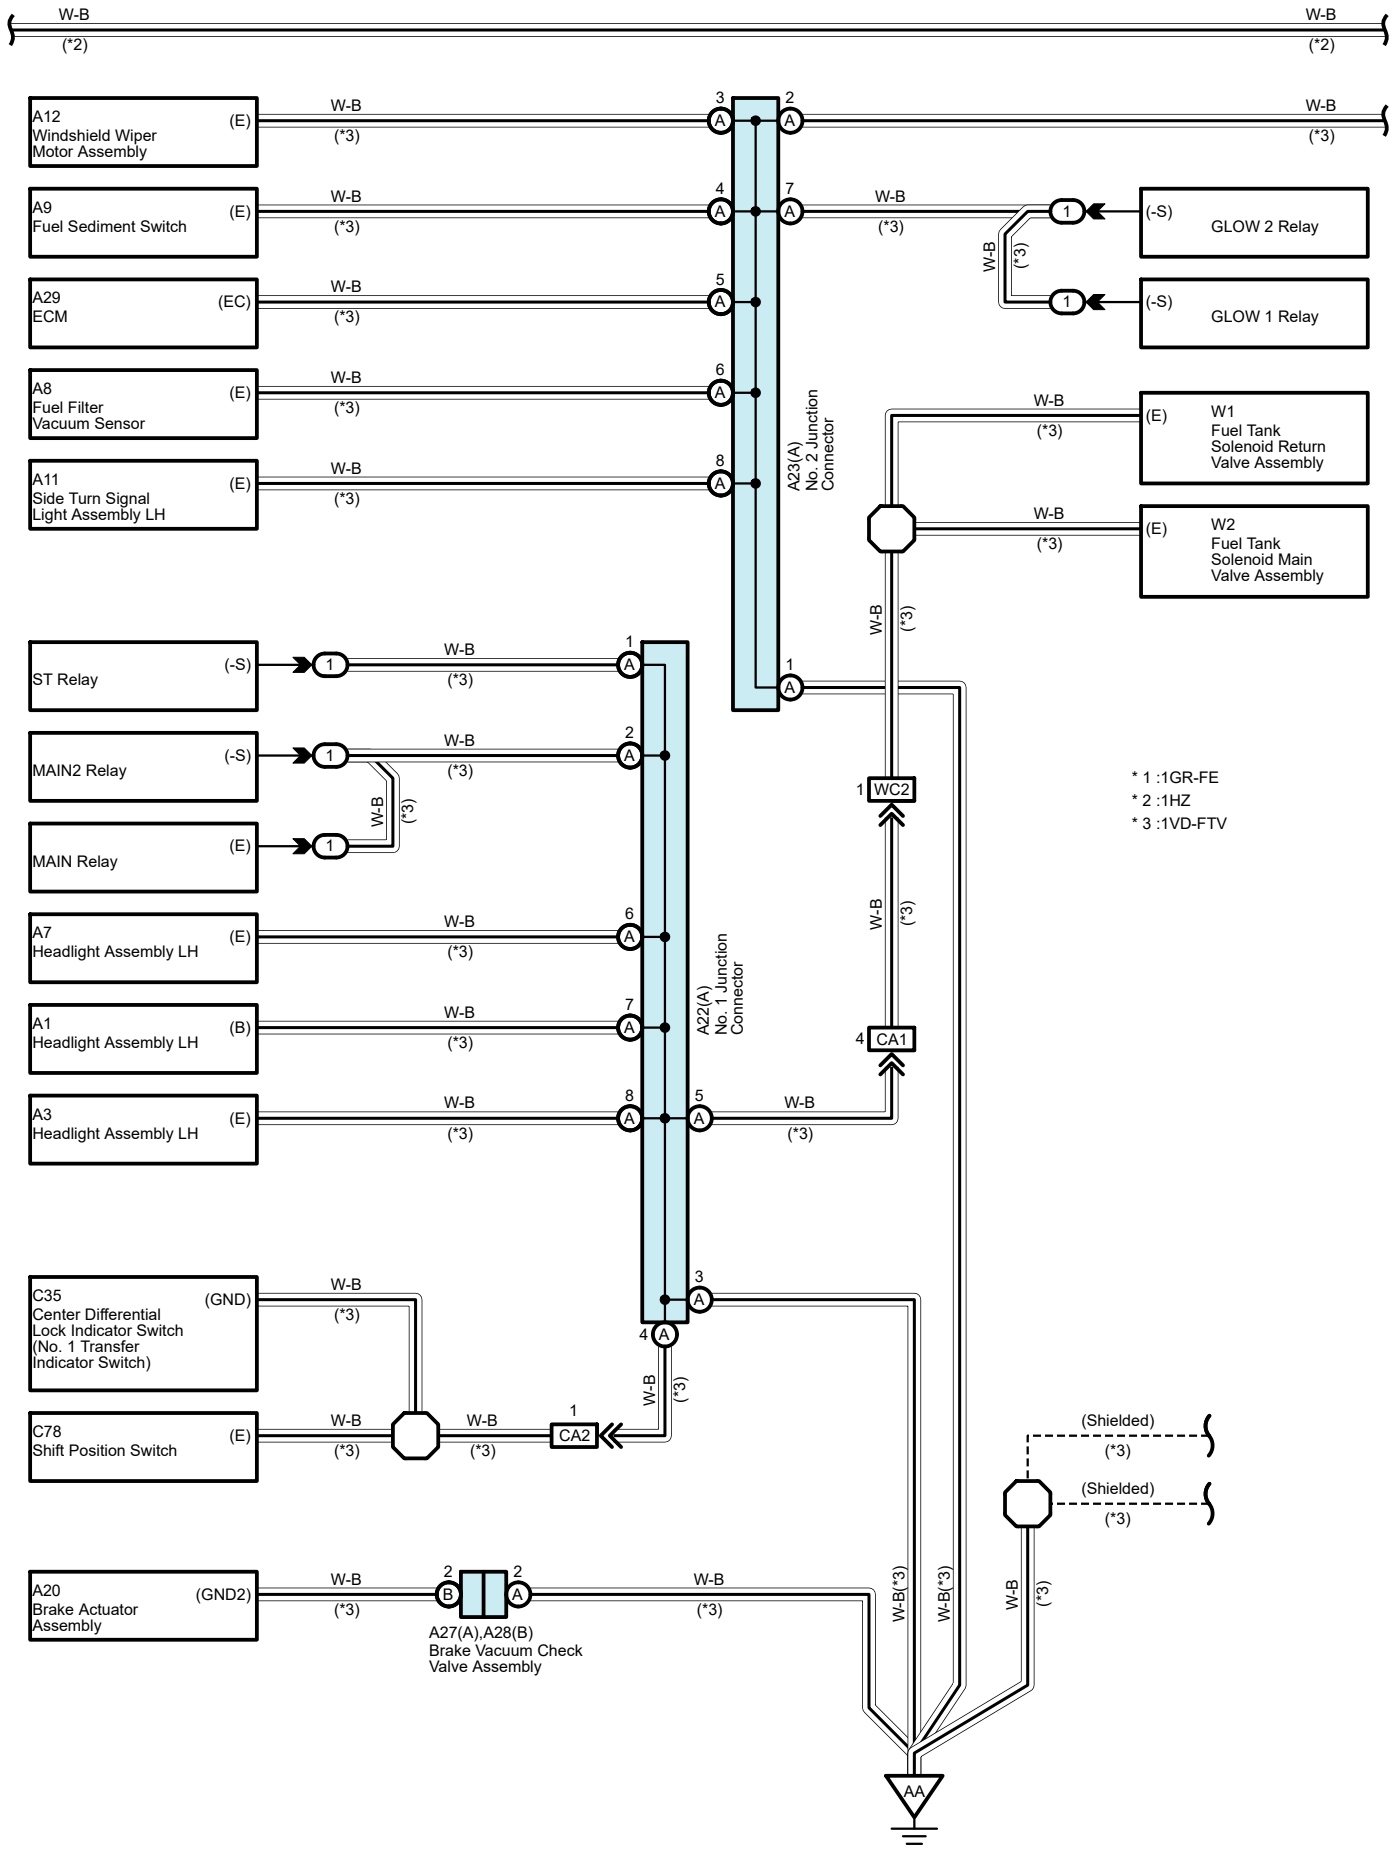 W-B
(*2)
W-B
(*2)
A12
Windshield Wiper
Motor Assembly
(E)
W-B
(*3)
3
A
2
A
W-B
(*3)
A9
Fuel Sediment Switch
(E)
W-B
(*3)
4
A
7
A
W-B
(*3)
1
(-S)
GLOW 2 Relay
W-B
(*3)
A29
ECM
(EC)
W-B
(*3)
5
A
1
(-S)
GLOW 1 Relay
A8
Fuel Filter
Vacuum Sensor
(E)
W-B
(*3)
6
A
A23(A)
No. 2 Junction
Connector
W-B
(*3)
(E)
W1
Fuel Tank
Solenoid Return
Valve Assembly
A11
Side Turn Signal
Light Assembly LH
(E)
W-B
(*3)
8
A
W-B
(*3)
(E)
W2
Fuel Tank
Solenoid Main
Valve Assembly
W-B
(*3)
ST Relay
(-S)
1
W-B
(*3)
1
A
1
A
MAIN2 Relay
(-S)
1
W-B
(*3)
2
A
W-B
(*3)
1
WC2
* 1 :1GR-FE
* 2 :1HZ
* 3 :1VD-FTV
MAIN Relay
(E)
1
A7
Headlight Assembly LH
(E)
W-B
(*3)
6
A
W-B
(*3)
A22(A)
No. 1 Junction
Connector
A1
Headlight Assembly LH
(B)
W-B
(*3)
7
A
4
CA1
A3
Headlight Assembly LH
(E)
W-B
(*3)
8
A
5
A
W-B
(*3)
C35
Center Differential
Lock Indicator Switch
(No. 1 Transfer
Indicator Switch)
(GND)
W-B
(*3)
3
A
4
A
W-B
(*3)
C78
Shift Position Switch
(E)
W-B
(*3)
W-B
(*3)
1
CA2
(Shielded)
(*3)
(Shielded)
(*3)
A20
Brake Actuator
Assembly
(GND2)
W-B
(*3)
2
B
2
A
W-B
(*3)
A27(A),A28(B)
Brake Vacuum Check
Valve Assembly
W-B(*3)
W-B(*3)
W-B
(*3)
AA